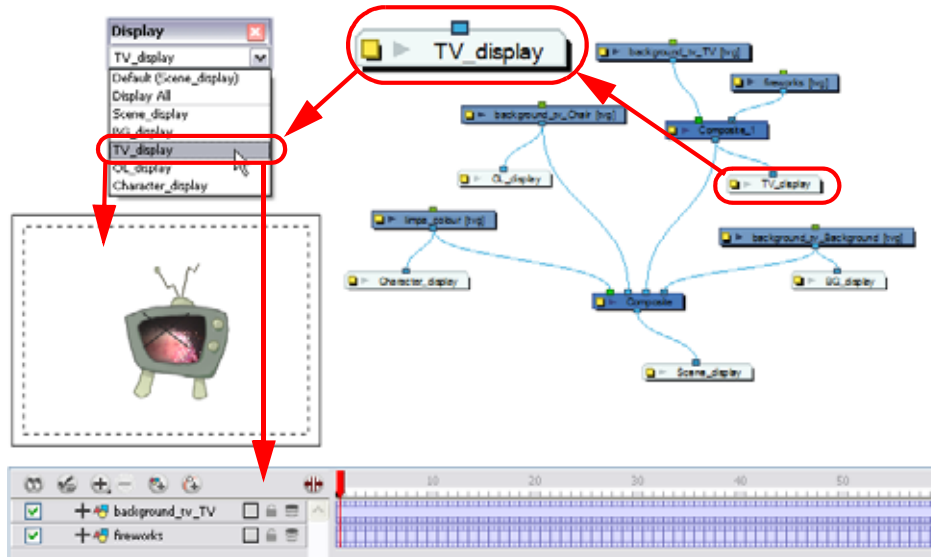 Display
TV_display
Default (Scene_display)
Display All
Scene_display
BG_display
TV_display
OL_display
Character_display
TV_display
background_tv_TV [tvg]
fireworks [tvg]
background_tv_Chair [tvg]
Composite_1
OL_display
TV_display
limpa_colour [tvg]
background_tv_Background [tvg]
Character_display
BG_display
Composite
Scene_display
10 20 30 40 50
background_tv_TV
fireworks